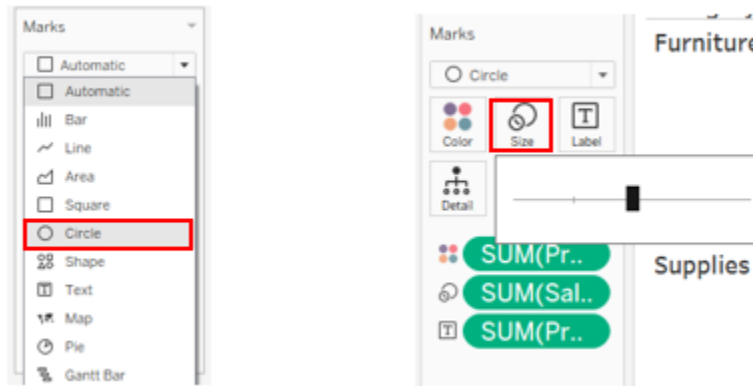 Marks
Automatic
Automatic
Bar
Line
Area
Square
Circle
Shape
Text
Map
Pie
Gantt Bar
Marks
Circle
Color Size Label
Detail
SUM(Pr..
SUM(Sal..
SUM(Pr..
Furniture
Supplies